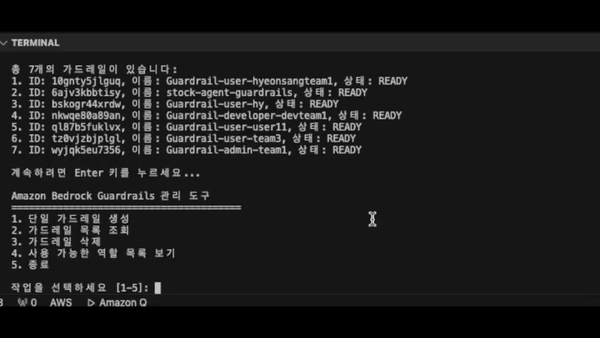 TERMINAL
총 7개의 가드레일이 있습니다:
1. ID: 10gnty5jlguq, 이름: Guardrail-user-hyeonsangteam1, 상태: READY
2. ID: 6ajv3kbbtisy, 이름: stock-agent-guardrails, 상태: READY
3. ID: bskogr44xrdw, 이름: Guardrail-user-hy, 상태: READY
4. ID: nkwqe80a89an, 이름: Guardrail-developer-devteam1, 상태: READY
5. ID: ql87b5fuklvx, 이름: Guardrail-user-user11, 상태: READY
6. ID: tz0vjzbjplgl, 이름: Guardrail-user-team3, 상태: READY
7. ID: wyjqk5eu7356, 이름: Guardrail-admin-team1, 상태: READY
계속하려면 Enter 키를 누르세요...
Amazon Bedrock Guardrails 관리 도구
========================================
1. 단일 가드레일 생성
2. 가드레일 목록 조회
3. 가드레일 삭제
4. 사용 가능한 역할 목록 보기
5. 종료
작업을 선택하세요 [1-5]:
0 AWS Amazon Q